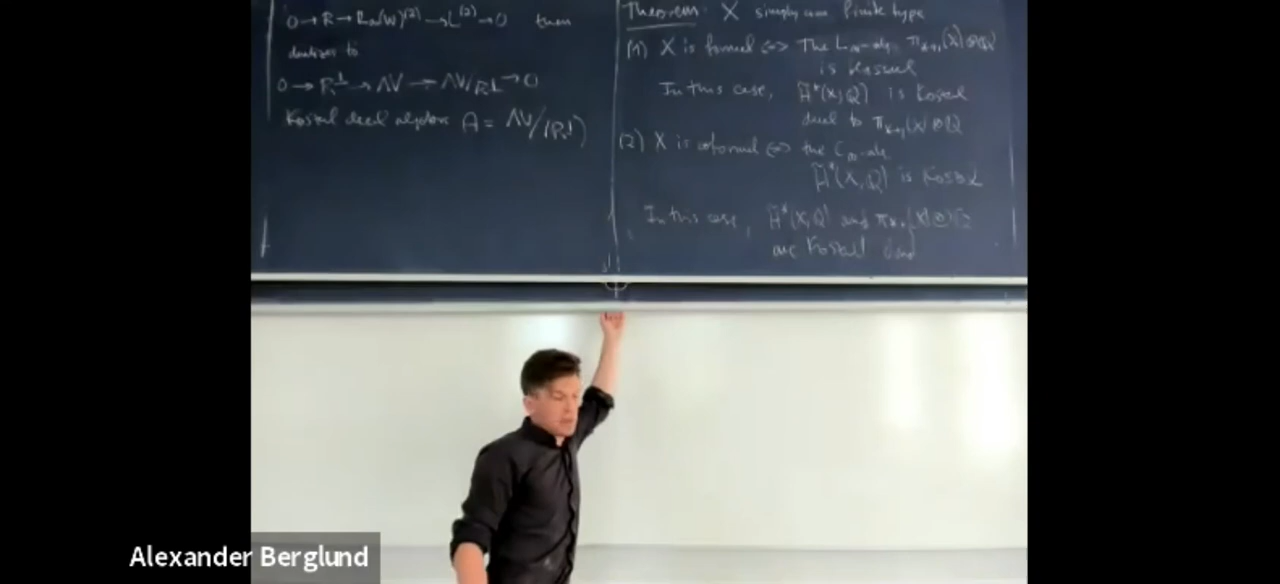 0 → R → L∞(W)^(2) → L^(2) → 0 then
dualizes to
0 → R^⊥ → ΛV → ΛV/R^⊥ → 0
Koszul dual algebra A = ΛV/(R^⊥)
Theorem: X simply conn finite type
(1) X is formal <=> The L∞-alg. π_{*+1}(X)⊗Q
is Koszul
In this case, H̃*(X;Q) is Koszul
dual to π_{*+1}(X)⊗Q
(2) X is coformal <=> the C∞-alg
H̃*(X,Q) is Koszul
In this case, H̃*(X,Q) and π_{*+1}(X)⊗Q
are Koszul dual
Alexander Berglund